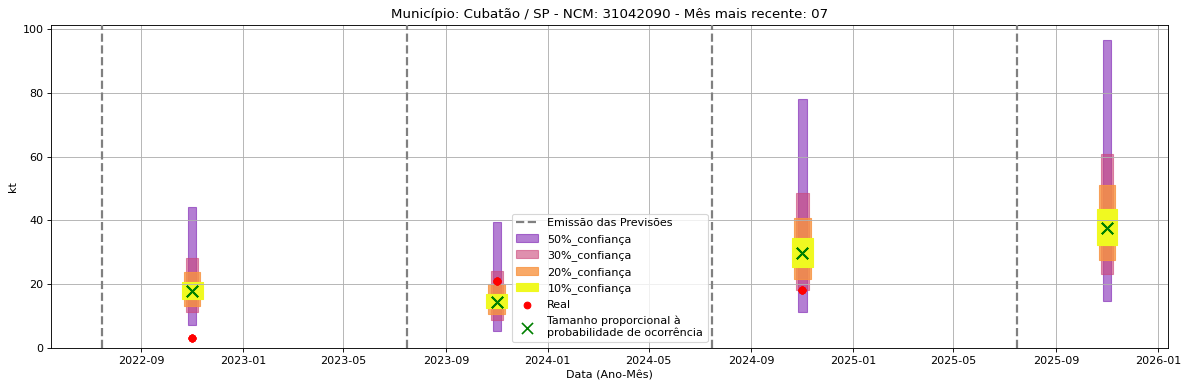 Município: Cubatão / SP - NCM: 31042090 - Mês mais recente: 07
100
80
60
40
20
0
kt
Emissão das Previsões
50%_confiança
30%_confiança
20%_confiança
10%_confiança
Real
Tamanho proporcional à
probabilidade de ocorrência
2022-09 2023-01 2023-05 2023-09 2024-01 2024-05 2024-09 2025-01 2025-05 2025-09 2026-01
Data (Ano-Mês)